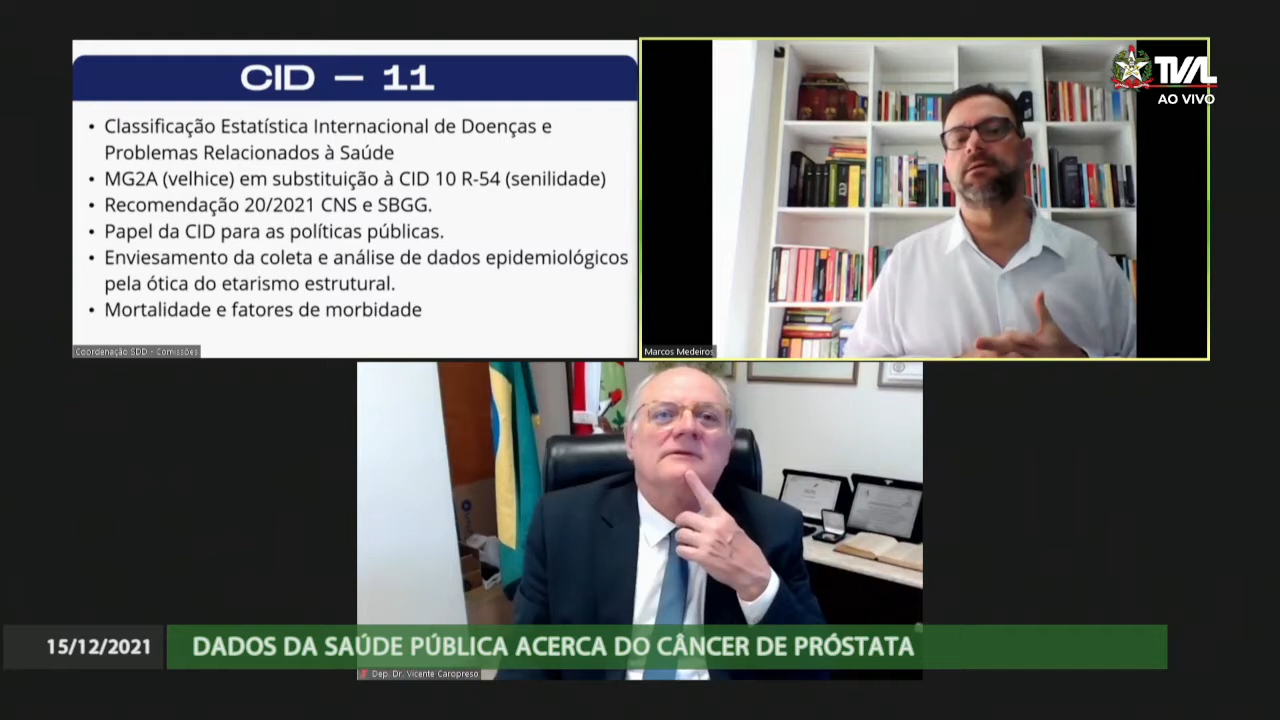 CID – 11
• Classificação Estatística Internacional de Doenças e
Problemas Relacionados à Saúde
• MG2A (velhice) em substituição à CID 10 R-54 (senilidade)
• Recomendação 20/2021 CNS e SBGG.
• Papel da CID para as políticas públicas.
• Enviesamento da coleta e análise de dados epidemiológicos
pela ótica do etarismo estrutural.
• Mortalidade e fatores de morbidade
Coordenação SDD - Comissões
TVAL
AO VIVO
Marcos Medeiros
15/12/2021
DADOS DA SAÚDE PÚBLICA ACERCA DO CÂNCER DE PRÓSTATA
Dep. Dr. Vicente Caropreso